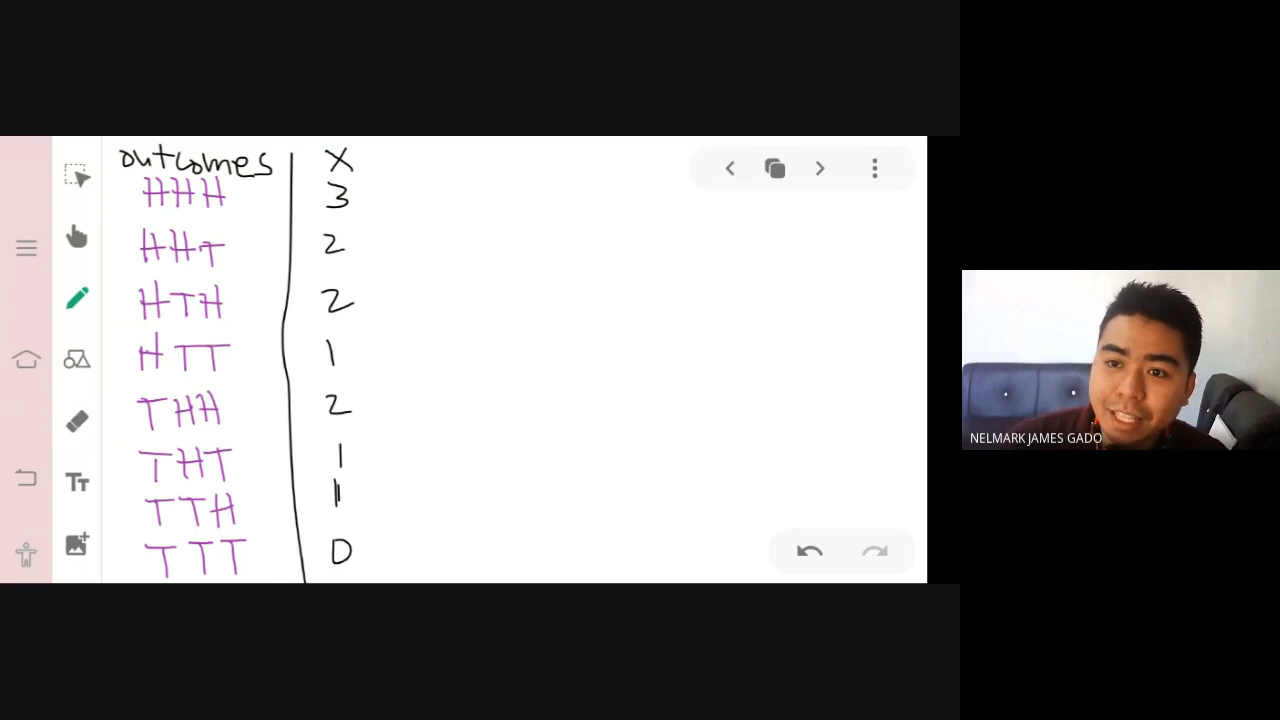 outcomes X
HHH 3
HHT 2
HTH 2
HTT 1
THH 2
THT 1
TTH 1
TTT 0
TT
NELMARK JAMES GADO